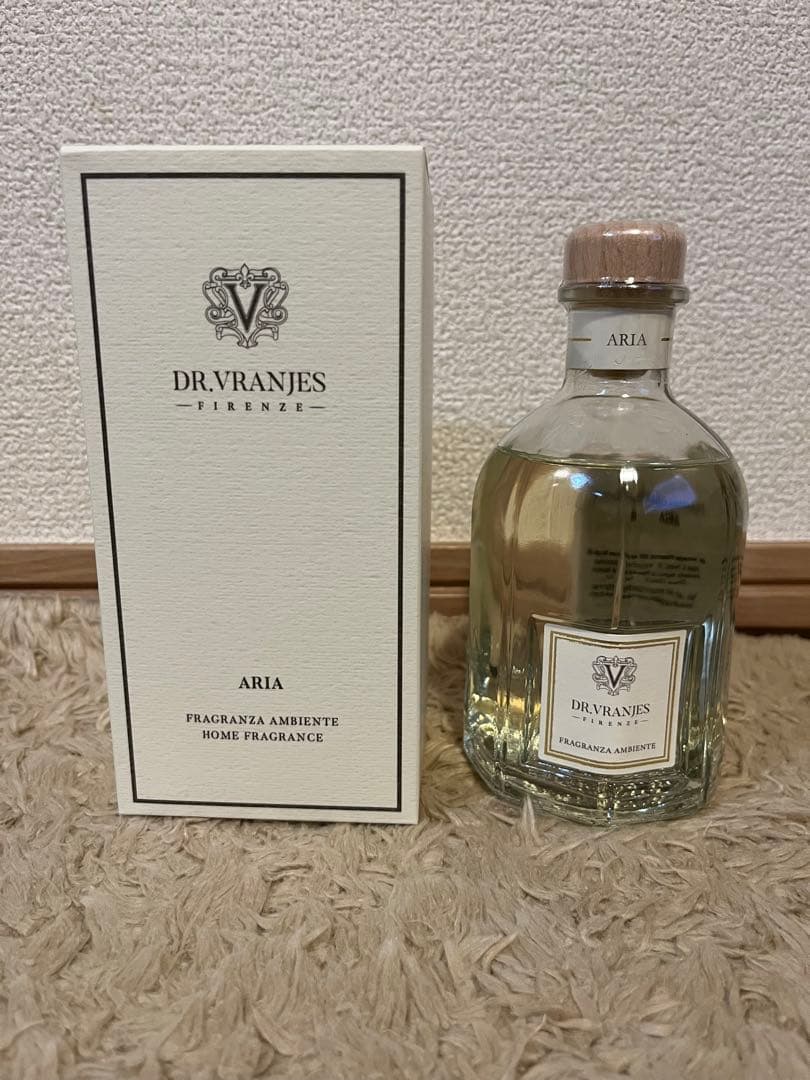 V
DR.VRANJES
FIRENZE
ARIA
FRAGRANZA AMBIENTE
HOME FRAGRANCE
ARIA
V
DR.VRANJES
FIRENZE
FRAGRANZA AMBIENTE